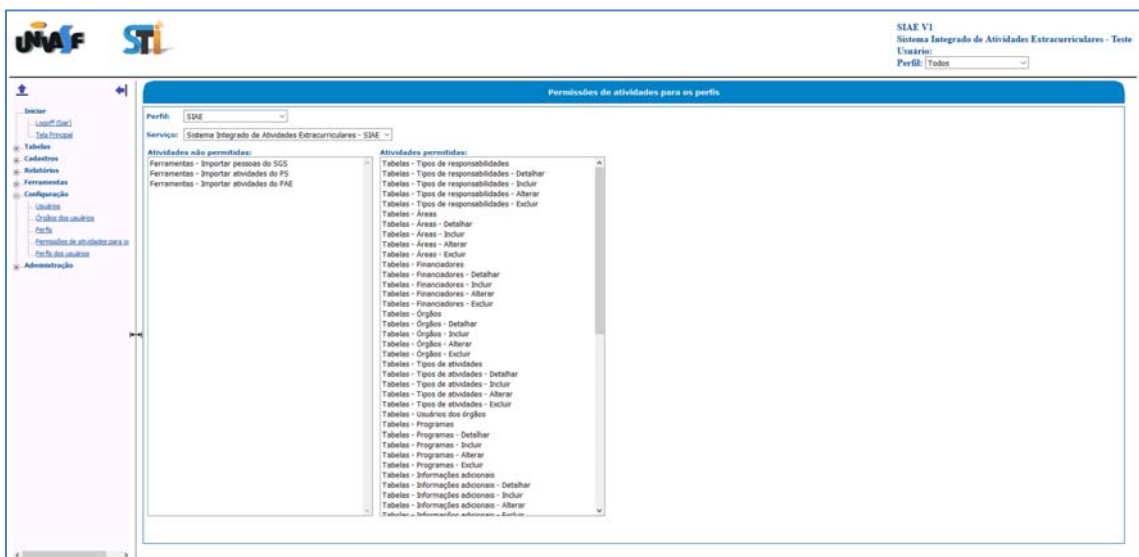 UNIVASF STI
SIAE V1
Sistema Integrado de Atividades Extracurriculares - Teste
Usuário:
Perfil: Todos
Iniciar
Logoff (Sair)
Tela Principal
Tabelas
Cadastros
Relatórios
Ferramentas
Configuração
Usuários
Órgãos dos usuários
Perfis
Permissões de atividades para os
Perfis dos usuários
Administração
Permissões de atividades para os perfis
Perfil: SIAE
Serviço: Sistema Integrado de Atividades Extracurriculares - SIAE
Atividades não permitidas:
Ferramentas - Importar pessoas do SGS
Ferramentas - Importar atividades do PS
Ferramentas - Importar atividades do PAE
Atividades permitidas:
Tabelas - Tipos de responsabilidades
Tabelas - Tipos de responsabilidades - Detalhar
Tabelas - Tipos de responsabilidades - Incluir
Tabelas - Tipos de responsabilidades - Alterar
Tabelas - Tipos de responsabilidades - Excluir
Tabelas - Áreas
Tabelas - Áreas - Detalhar
Tabelas - Áreas - Incluir
Tabelas - Áreas - Alterar
Tabelas - Áreas - Excluir
Tabelas - Financiadores
Tabelas - Financiadores - Detalhar
Tabelas - Financiadores - Incluir
Tabelas - Financiadores - Alterar
Tabelas - Financiadores - Excluir
Tabelas - Órgãos
Tabelas - Órgãos - Detalhar
Tabelas - Órgãos - Incluir
Tabelas - Órgãos - Alterar
Tabelas - Órgãos - Excluir
Tabelas - Tipos de atividades
Tabelas - Tipos de atividades - Detalhar
Tabelas - Tipos de atividades - Incluir
Tabelas - Tipos de atividades - Alterar
Tabelas - Tipos de atividades - Excluir
Tabelas - Usuários dos órgãos
Tabelas - Programas
Tabelas - Programas - Detalhar
Tabelas - Programas - Incluir
Tabelas - Programas - Alterar
Tabelas - Programas - Excluir
Tabelas - Informações adicionais
Tabelas - Informações adicionais - Detalhar
Tabelas - Informações adicionais - Incluir
Tabelas - Informações adicionais - Alterar
Tabelas - Informações adicionais - Excluir